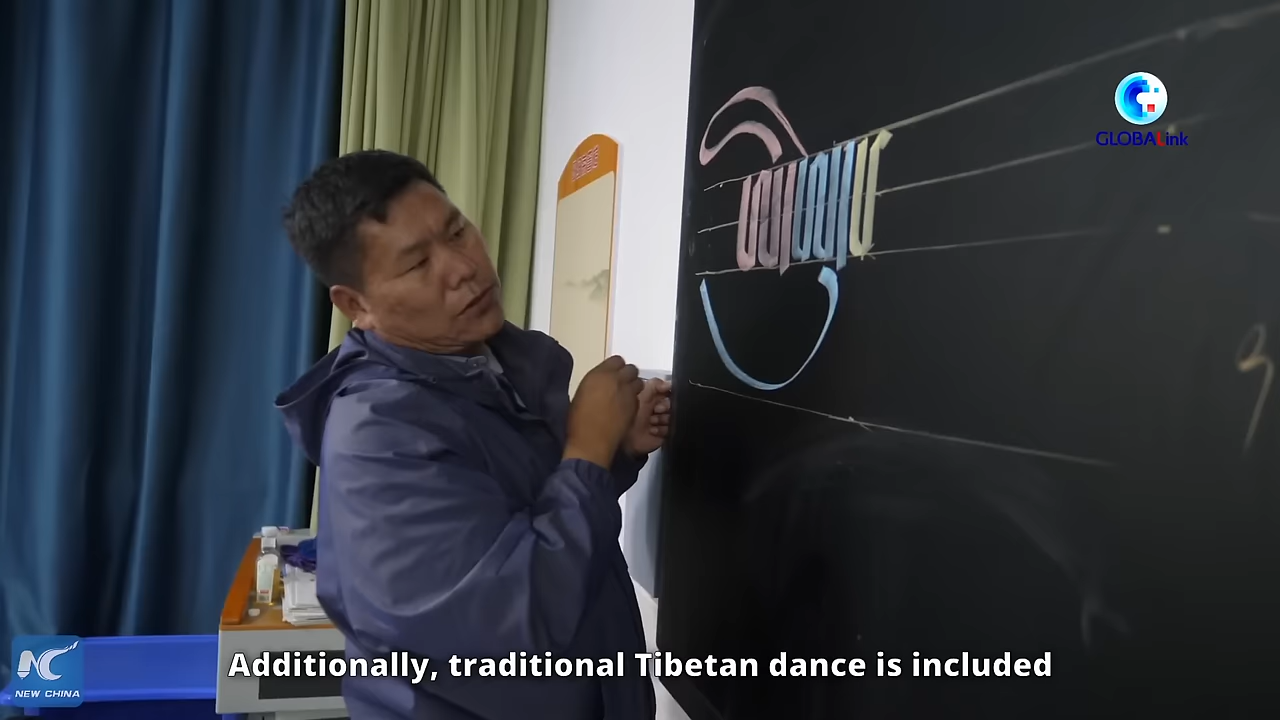 GLOBALink
NEW CHINA
Additionally, traditional Tibetan dance is included